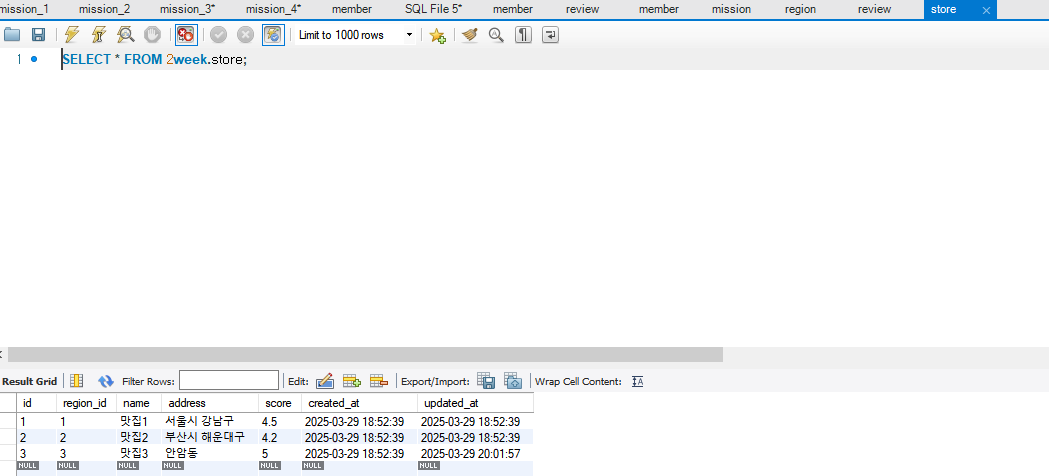 mission_1 mission_2 mission_3* mission_4* member SQL File 5* member review member mission region review store
Limit to 1000 rows
1 SELECT * FROM 2week.store;
Result Grid Filter Rows: Edit: Export/Import: Wrap Cell Content:
id region_id name address score created_at updated_at
1 1 맛집1 서울시 강남구 4.5 2025-03-29 18:52:39 2025-03-29 18:52:39
2 2 맛집2 부산시 해운대구 4.2 2025-03-29 18:52:39 2025-03-29 18:52:39
3 3 맛집3 안암동 5 2025-03-29 18:52:39 2025-03-29 20:01:57
NULL NULL NULL NULL NULL NULL NULL